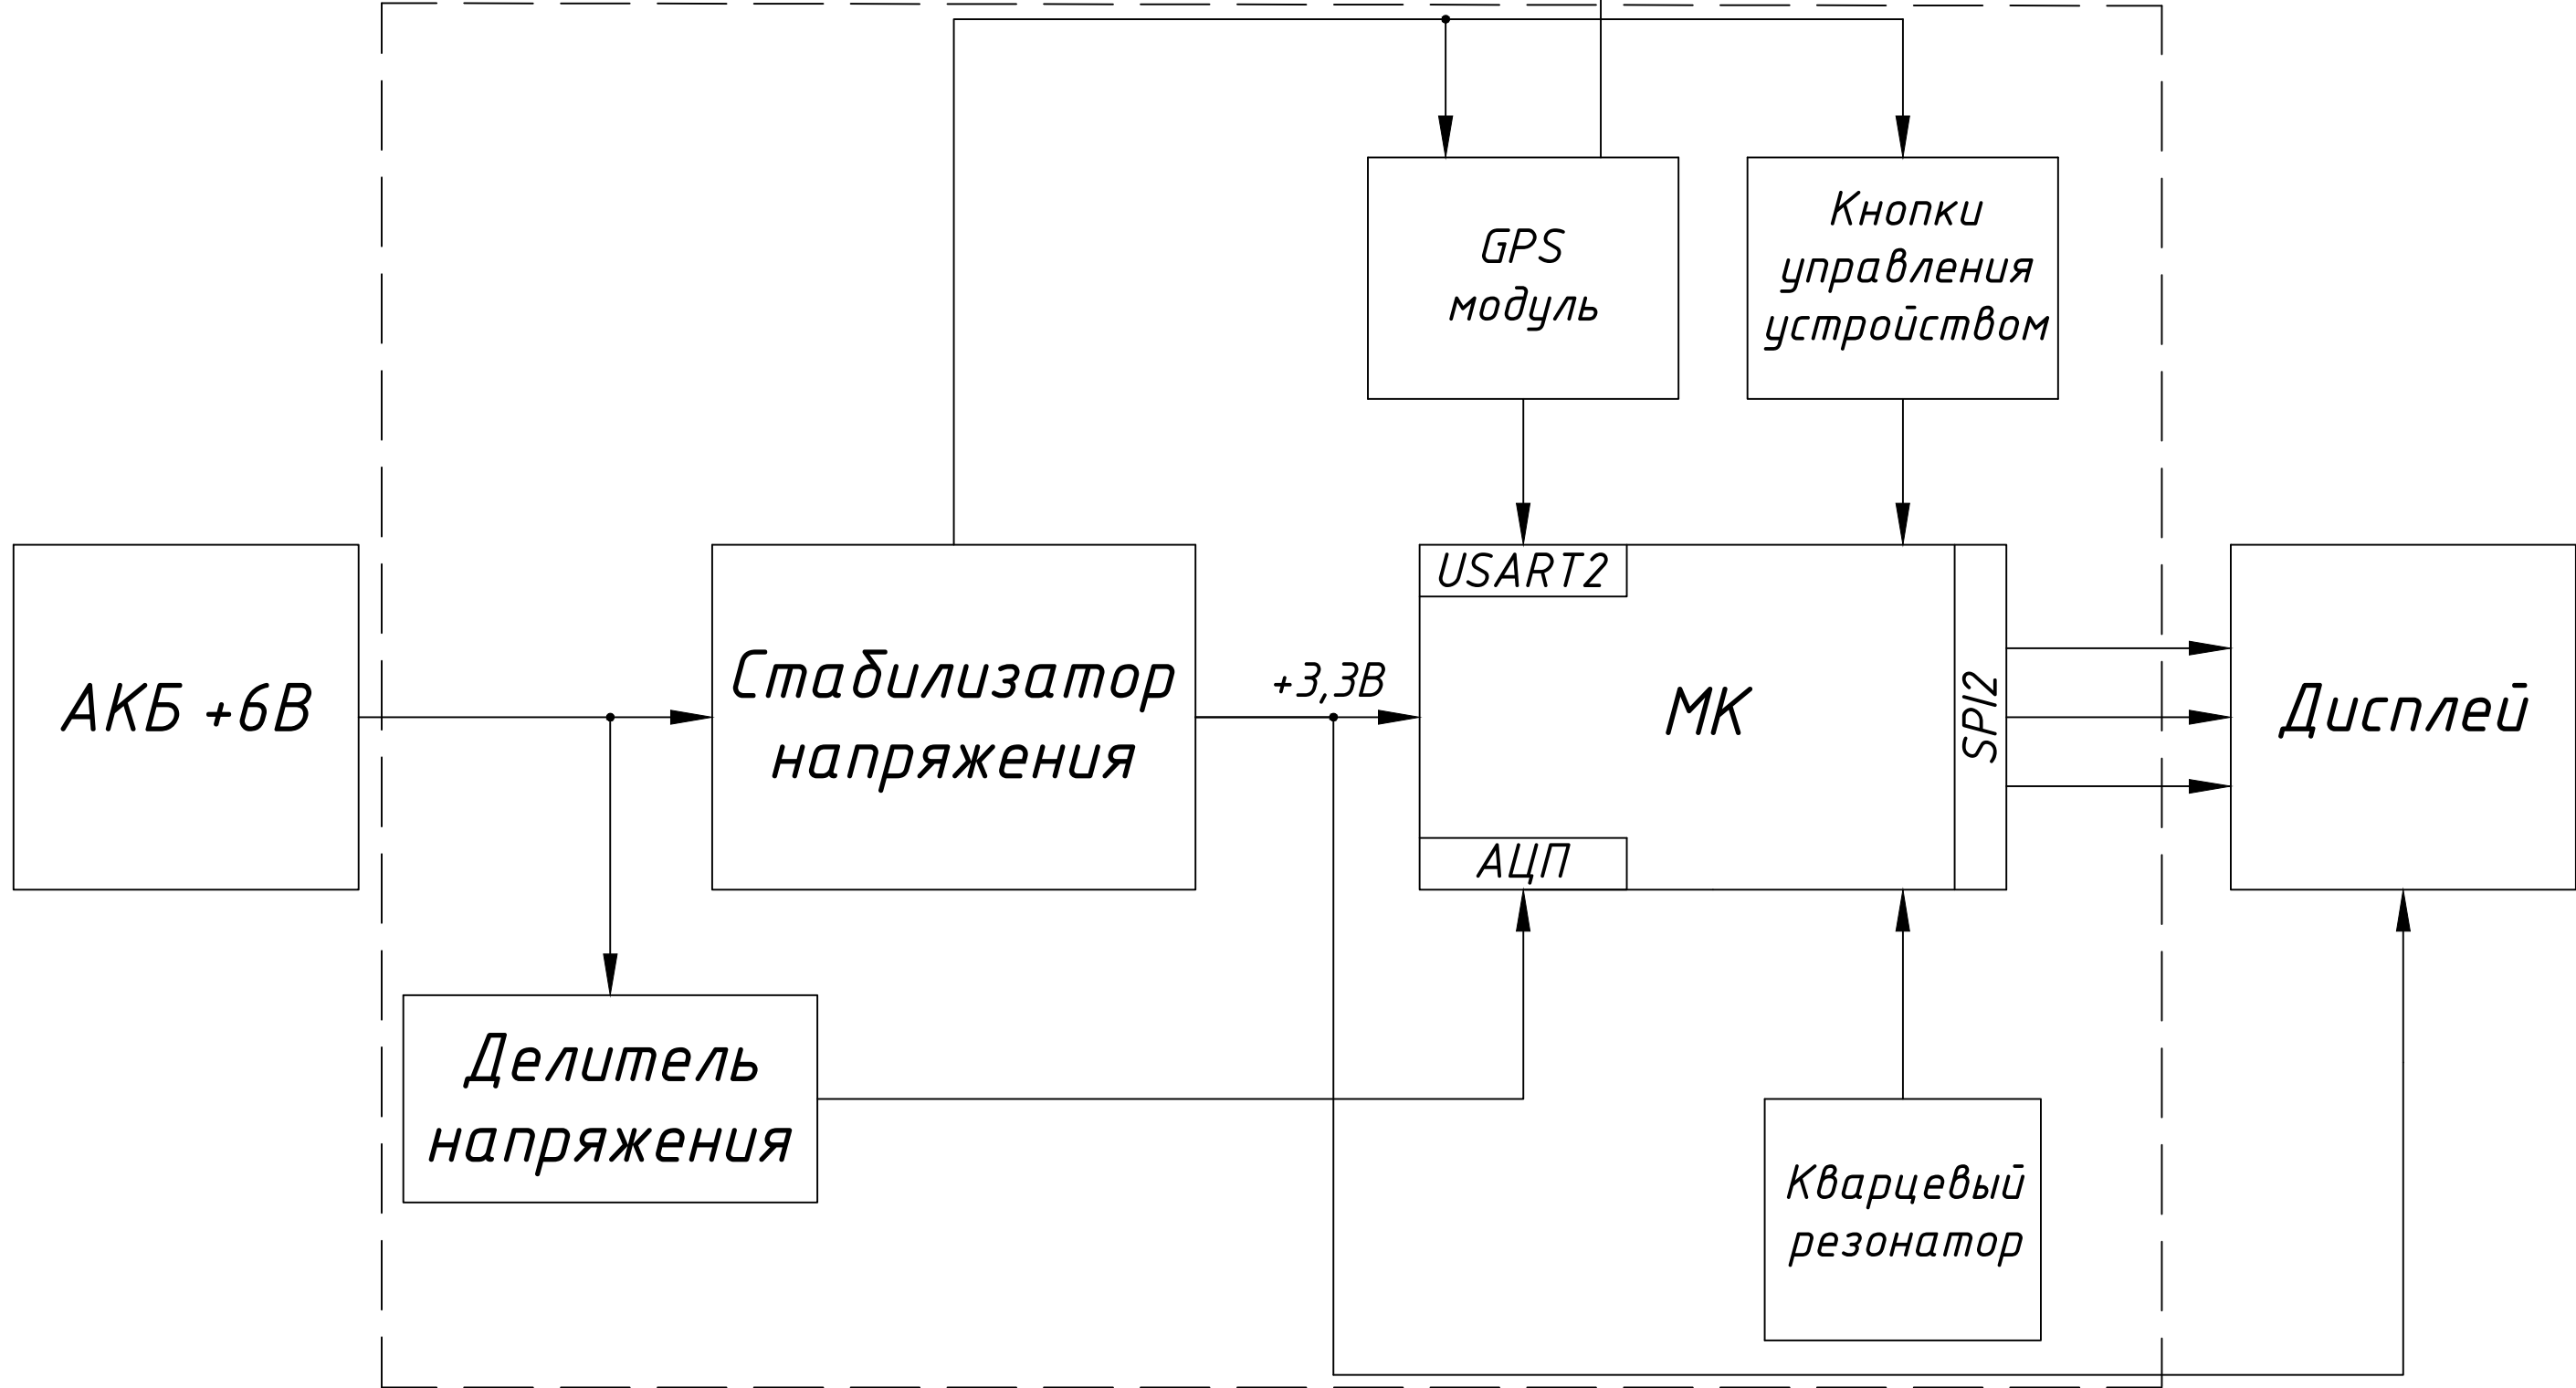 GPS
модуль
Кнопки
управления
устройством
АКБ +6В
Стабилизатор
напряжения
+3,3В
USART2
МК
АЦП
SPI2
Дисплей
Делитель
напряжения
Кварцевый
резонатор